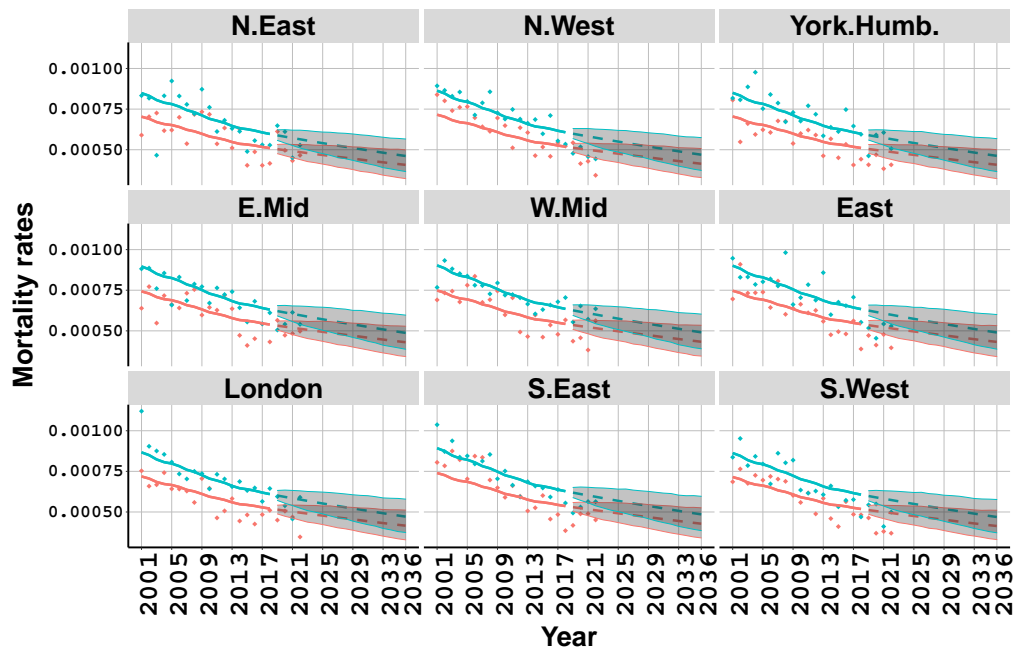 N.East N.West York.Humb.
0.00100
0.00075
0.00050
E.Mid W.Mid East
0.00100
0.00075
0.00050
London S.East S.West
0.00100
0.00075
0.00050
Mortality rates
2001 2005 2009 2013 2017 2021 2025 2029 2033 2036 2001 2005 2009 2013 2017 2021 2025 2029 2033 2036 2001 2005 2009 2013 2017 2021 2025 2029 2033 2036
Year